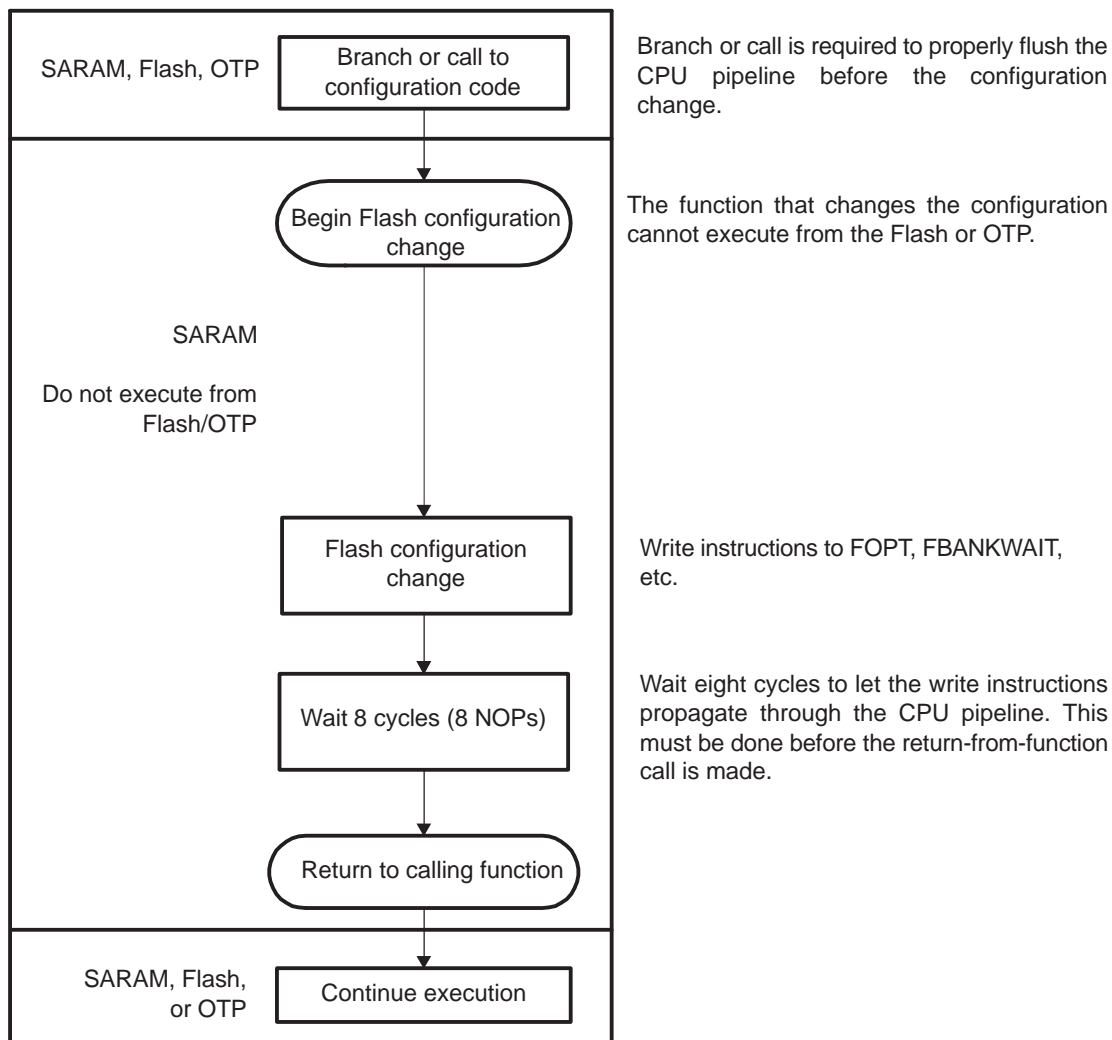 SARAM, Flash, OTP
Branch or call to
configuration code
Branch or call is required to properly flush the
CPU pipeline before the configuration
change.
Begin Flash configuration
change
The function that changes the configuration
cannot execute from the Flash or OTP.
SARAM
Do not execute from
Flash/OTP
Flash configuration
change
Write instructions to FOPT, FBANKWAIT,
etc.
Wait 8 cycles (8 NOPs)
Wait eight cycles to let the write instructions
propagate through the CPU pipeline. This
must be done before the return-from-function
call is made.
Return to calling function
SARAM, Flash,
or OTP
Continue execution